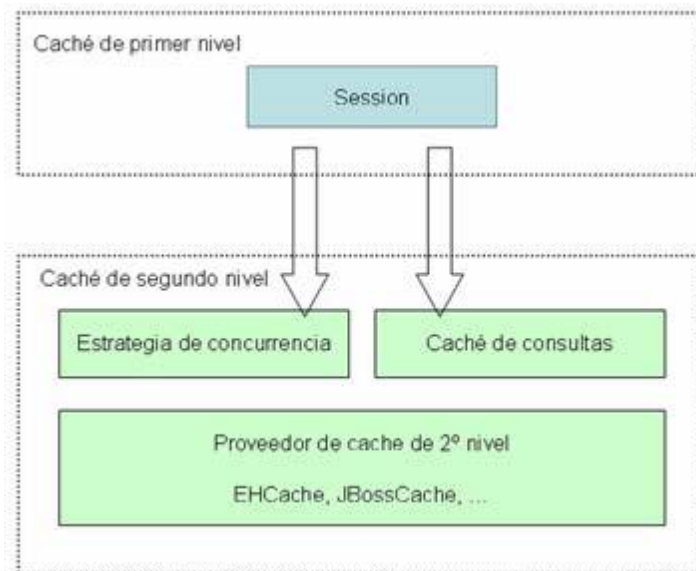 Caché de primer nivel
Session
Caché de segundo nivel
Estrategia de concurrencia
Caché de consultas
Proveedor de cache de 2º nivel
EHCache, JBossCache, ...